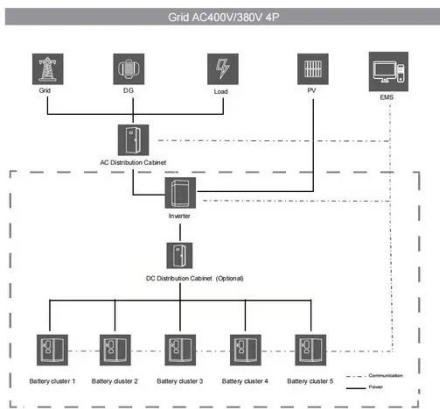 Grid AC400V/380V 4P
Grid DG Load PV EMS
AC Distribution Cabinet
Inverter
DC Distribution Cabinet (Optional)
Battery cluster 1 Battery cluster 2 Battery cluster 3 Battery cluster 4 Battery cluster 5
Communication
Power